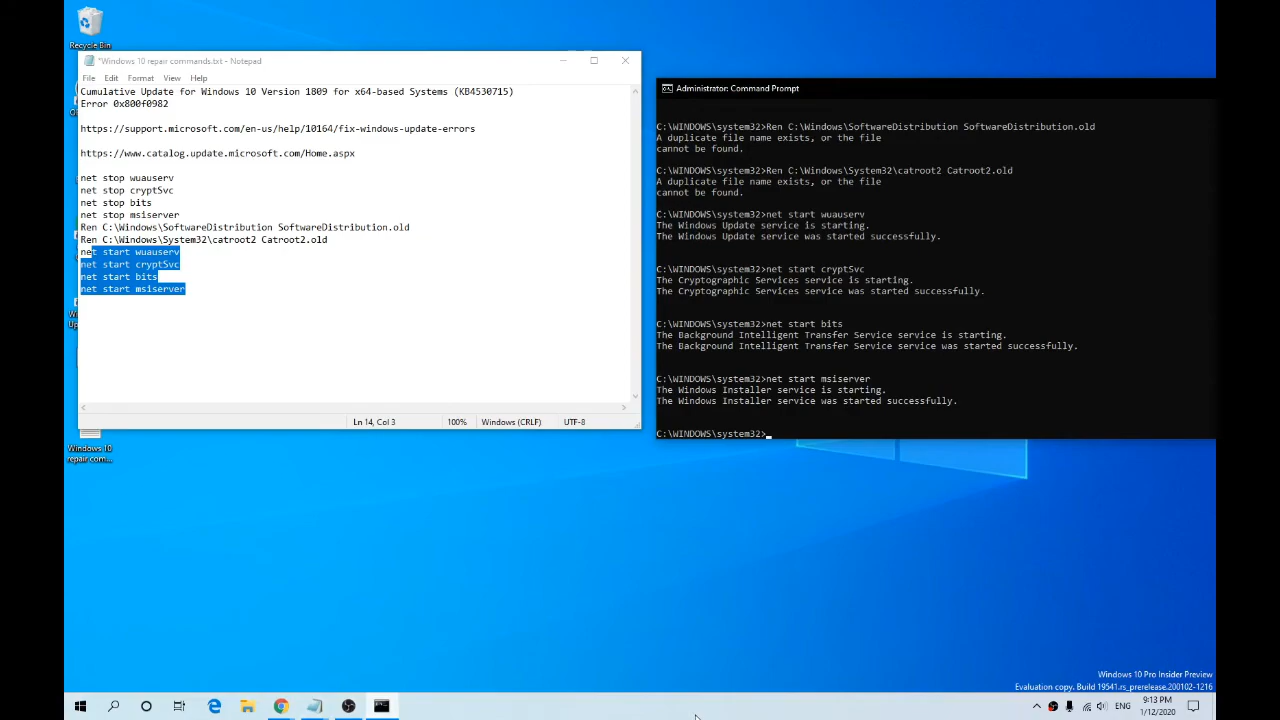 Recycle Bin
*Windows 10 repair commands.txt - Notepad
File Edit Format View Help
Cumulative Update for Windows 10 Version 1809 for x64-based Systems (KB4530715)
Error 0x800f0982
https://support.microsoft.com/en-us/help/10164/fix-windows-update-errors
https://www.catalog.update.microsoft.com/Home.aspx
net stop wuauserv
net stop cryptSvc
net stop bits
net stop msiserver
Ren C:\Windows\SoftwareDistribution SoftwareDistribution.old
Ren C:\Windows\System32\catroot2 Catroot2.old
net start wuauserv
net start cryptSvc
net start bits
net start msiserver
Ln 14, Col 3 100% Windows (CRLF) UTF-8
Windows 10
repair com...
Administrator: Command Prompt
C:\WINDOWS\system32>Ren C:\Windows\SoftwareDistribution SoftwareDistribution.old
A duplicate file name exists, or the file
cannot be found.
C:\WINDOWS\system32>Ren C:\Windows\System\catroot2 Catroot2.old
A duplicate file name exists, or the file
cannot be found.
C:\WINDOWS\system32>net start wuauserv
The Windows Update service is starting.
The Windows Update service was started successfully.
C:\WINDOWS\system32>net start cryptSvc
The Cryptographic Services service is starting.
The Cryptographic Services service was started successfully.
C:\WINDOWS\system32>net start bits
The Background Intelligent Transfer Service service is starting.
The Background Intelligent Transfer Service service was started successfully.
C:\WINDOWS\system32>net start msiserver
The Windows Installer service is starting.
The Windows Installer service was started successfully.
C:\WINDOWS\system32>
Windows 10 Pro Insider Preview
Evaluation copy. Build 19541.rs_prerelease.200102-1216
ENG
9:13 PM
1/12/2020